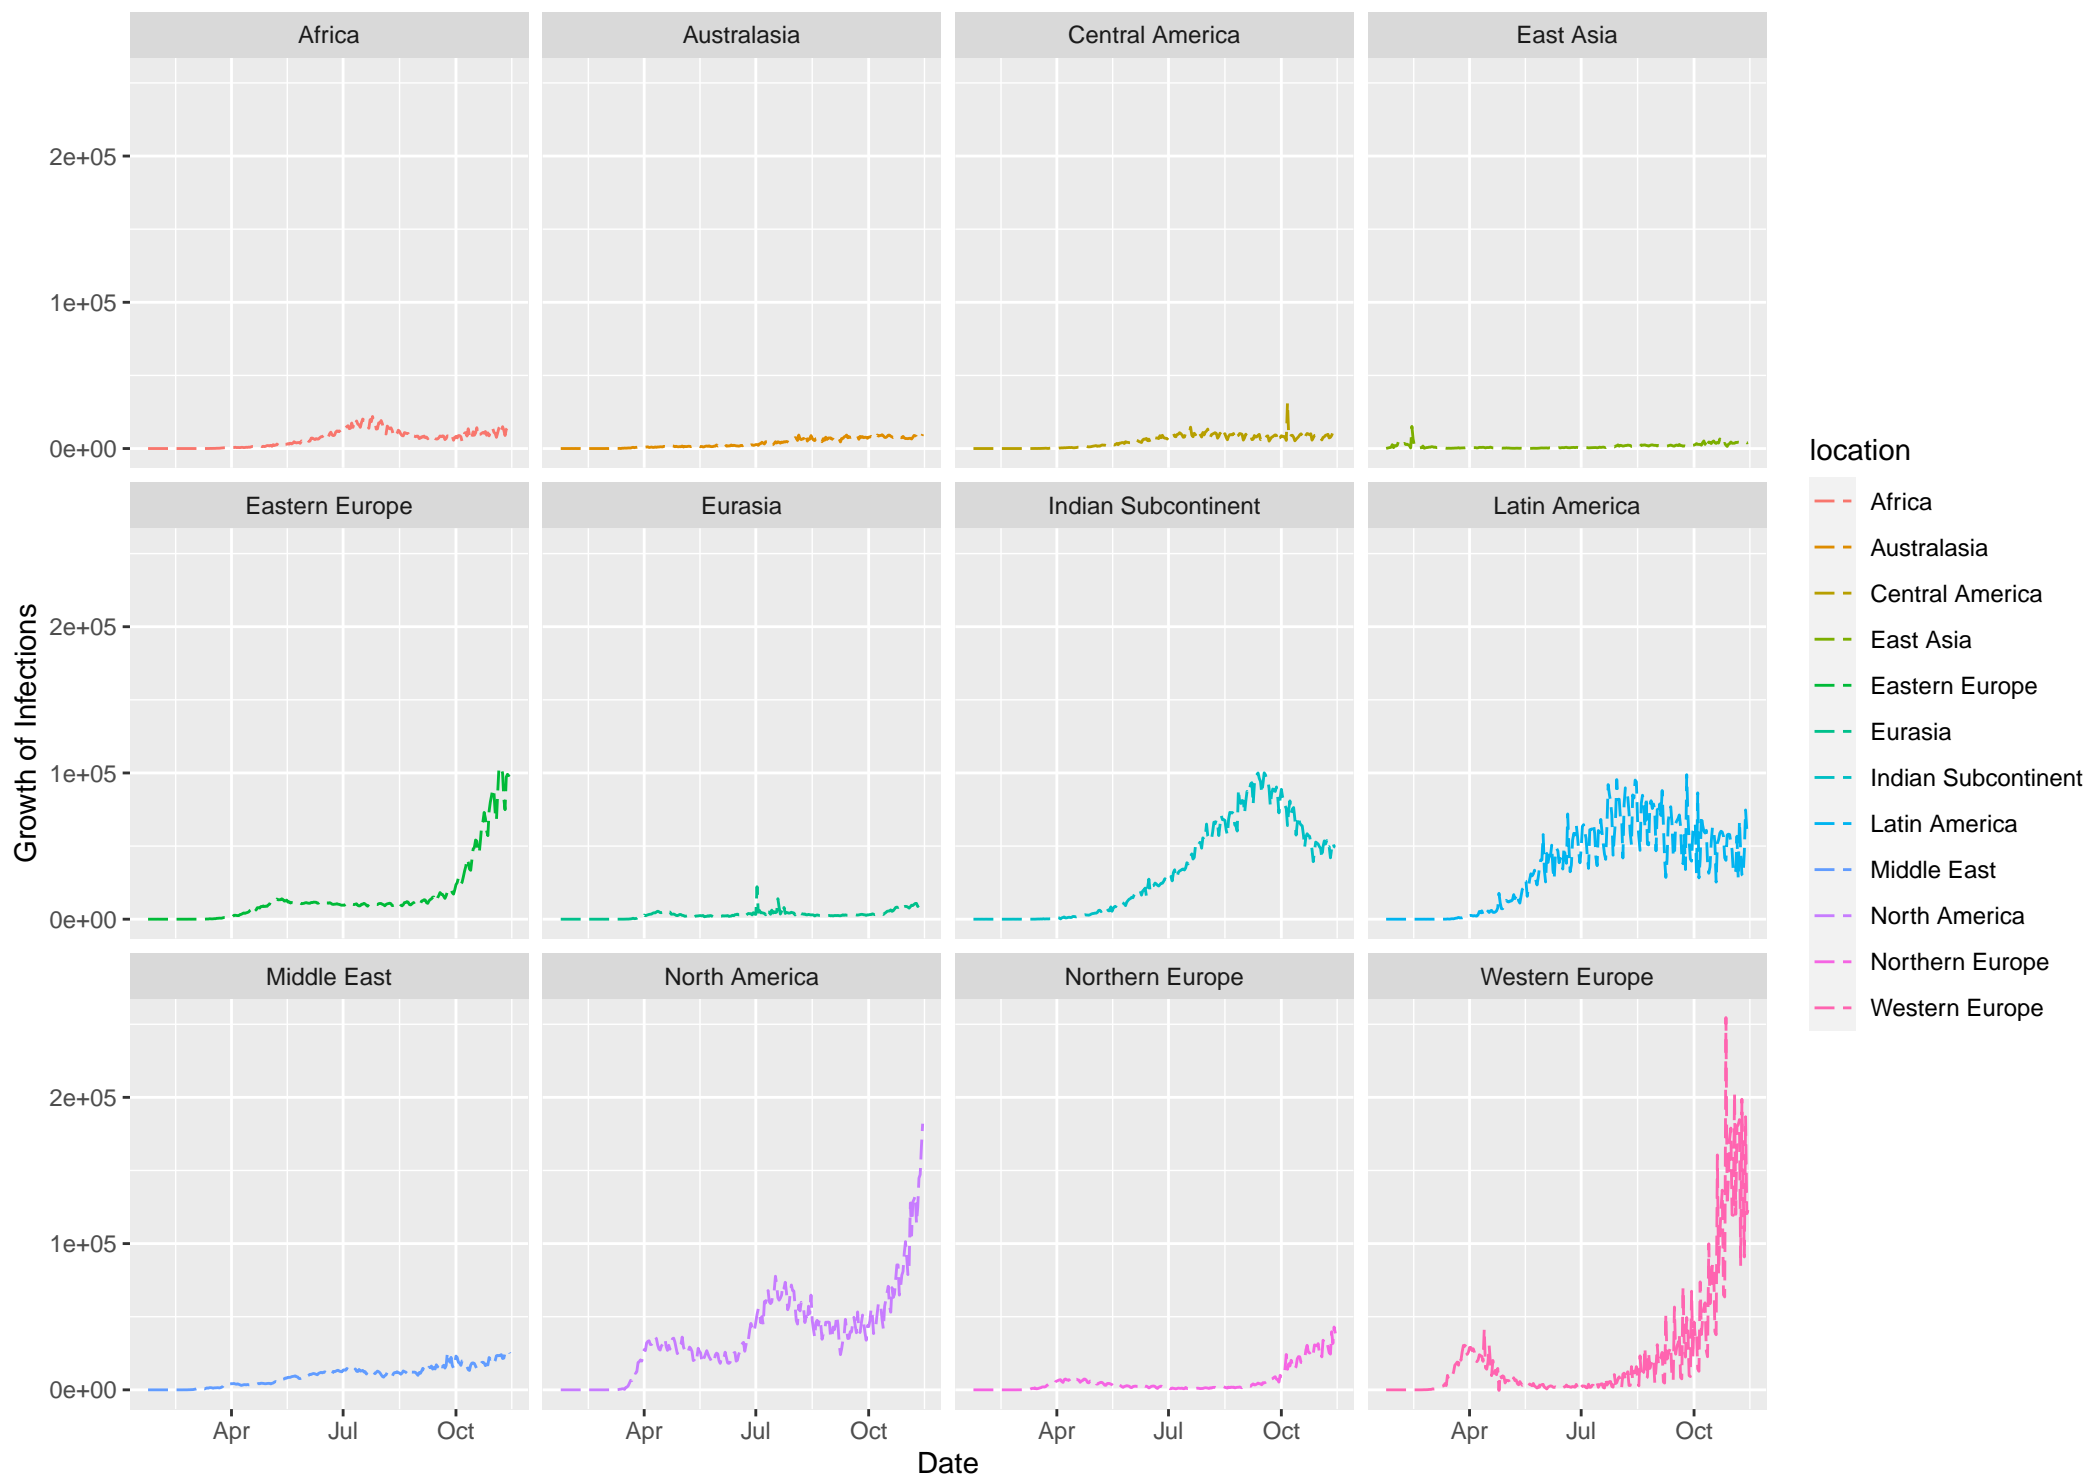 Africa
Australasia
Central America
East Asia
2e+05
1e+05
0e+00
Eastern Europe
Eurasia
Indian Subcontinent
Latin America
2e+05
1e+05
0e+00
Middle East
North America
Northern Europe
Western Europe
2e+05
1e+05
0e+00
Apr Jul Oct
Apr Jul Oct
Apr Jul Oct
Apr Jul Oct
Date
Growth of Infections
location
Africa
Australasia
Central America
East Asia
Eastern Europe
Eurasia
Indian Subcontinent
Latin America
Middle East
North America
Northern Europe
Western Europe